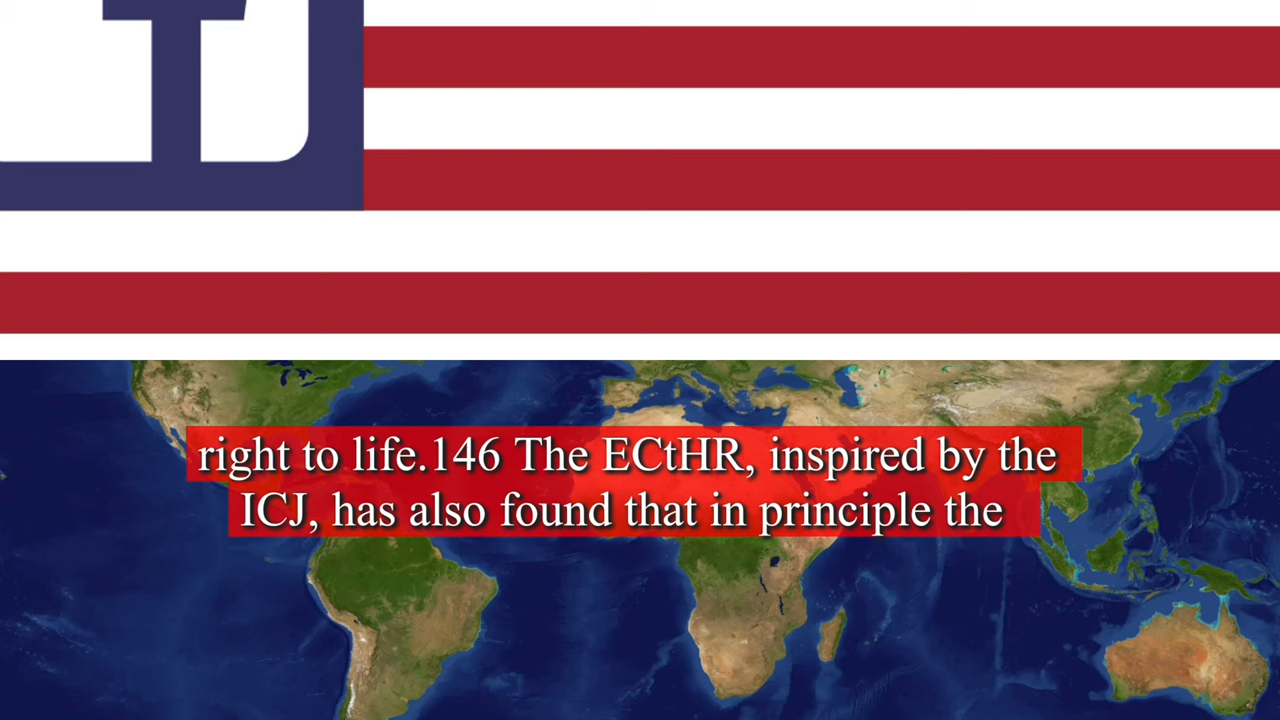 right to life.146 The ECtHR, inspired by the
ICJ, has also found that in principle the